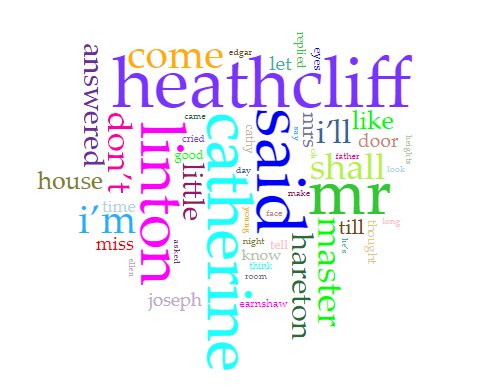 edgar
replied
eyes
come
let
answered
heathcliff
came
cried
good
cathy
said
mrs
say
oh
i'll
like
door
father
heights
shall
look
don't
linton
catherine
little
house
day
make
mr
i'm
time
miss
asked
ellen
young
face
night
know
tell
think
room
hareton
master
till
he's
thought
long
joseph
earnshaw